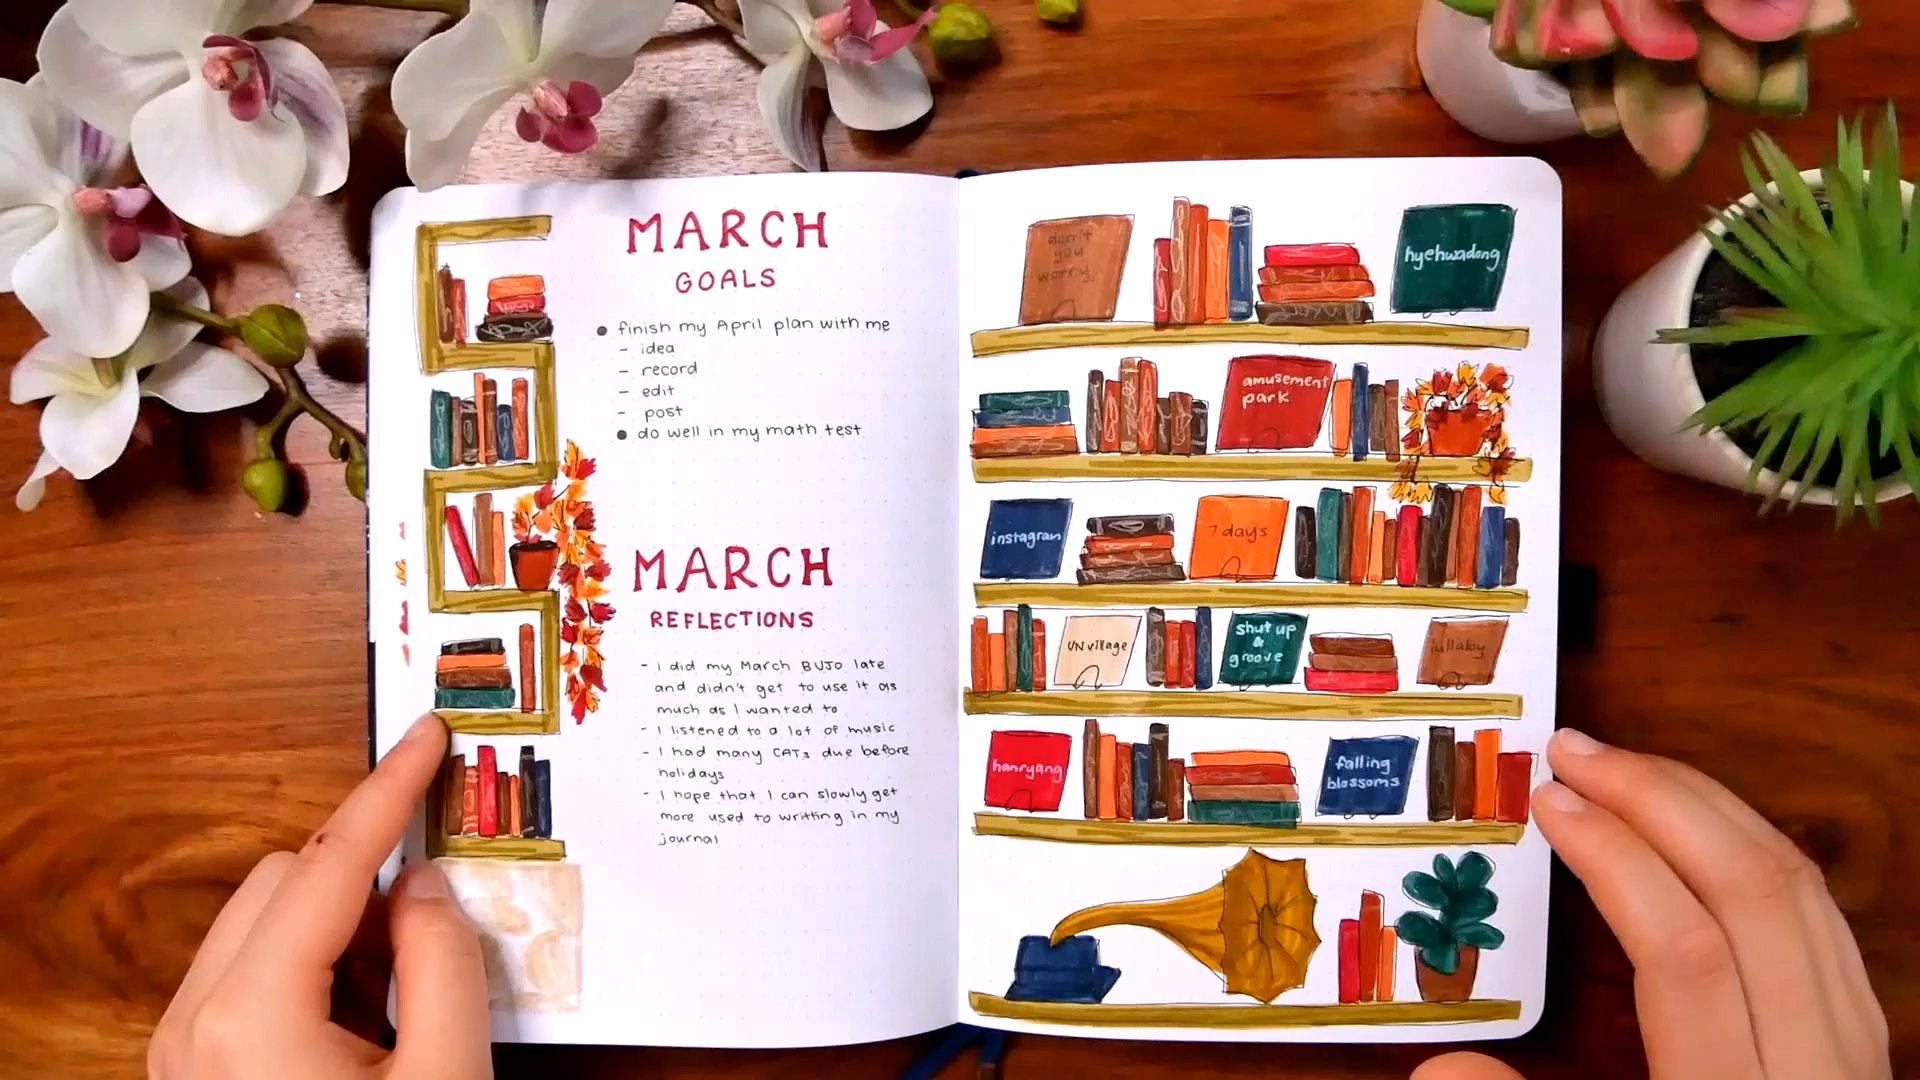 MARCH
GOALS
● finish my April plan with me
- idea
- record
- edit
- post
● do well in my math test
MARCH
REFLECTIONS
- I did my March BUJO late
and didn't get to use it as
much as I wanted to
- I listened to a lot of music
- I had many CATs due before
holidays
- I hope that I can slowly get
more used to writting in my
journal
don't
you
worry
hyehwadong
amusement
park
instagram
7 days
UN village
shut up
&
groove
lullaby
hanryang
falling
blossoms